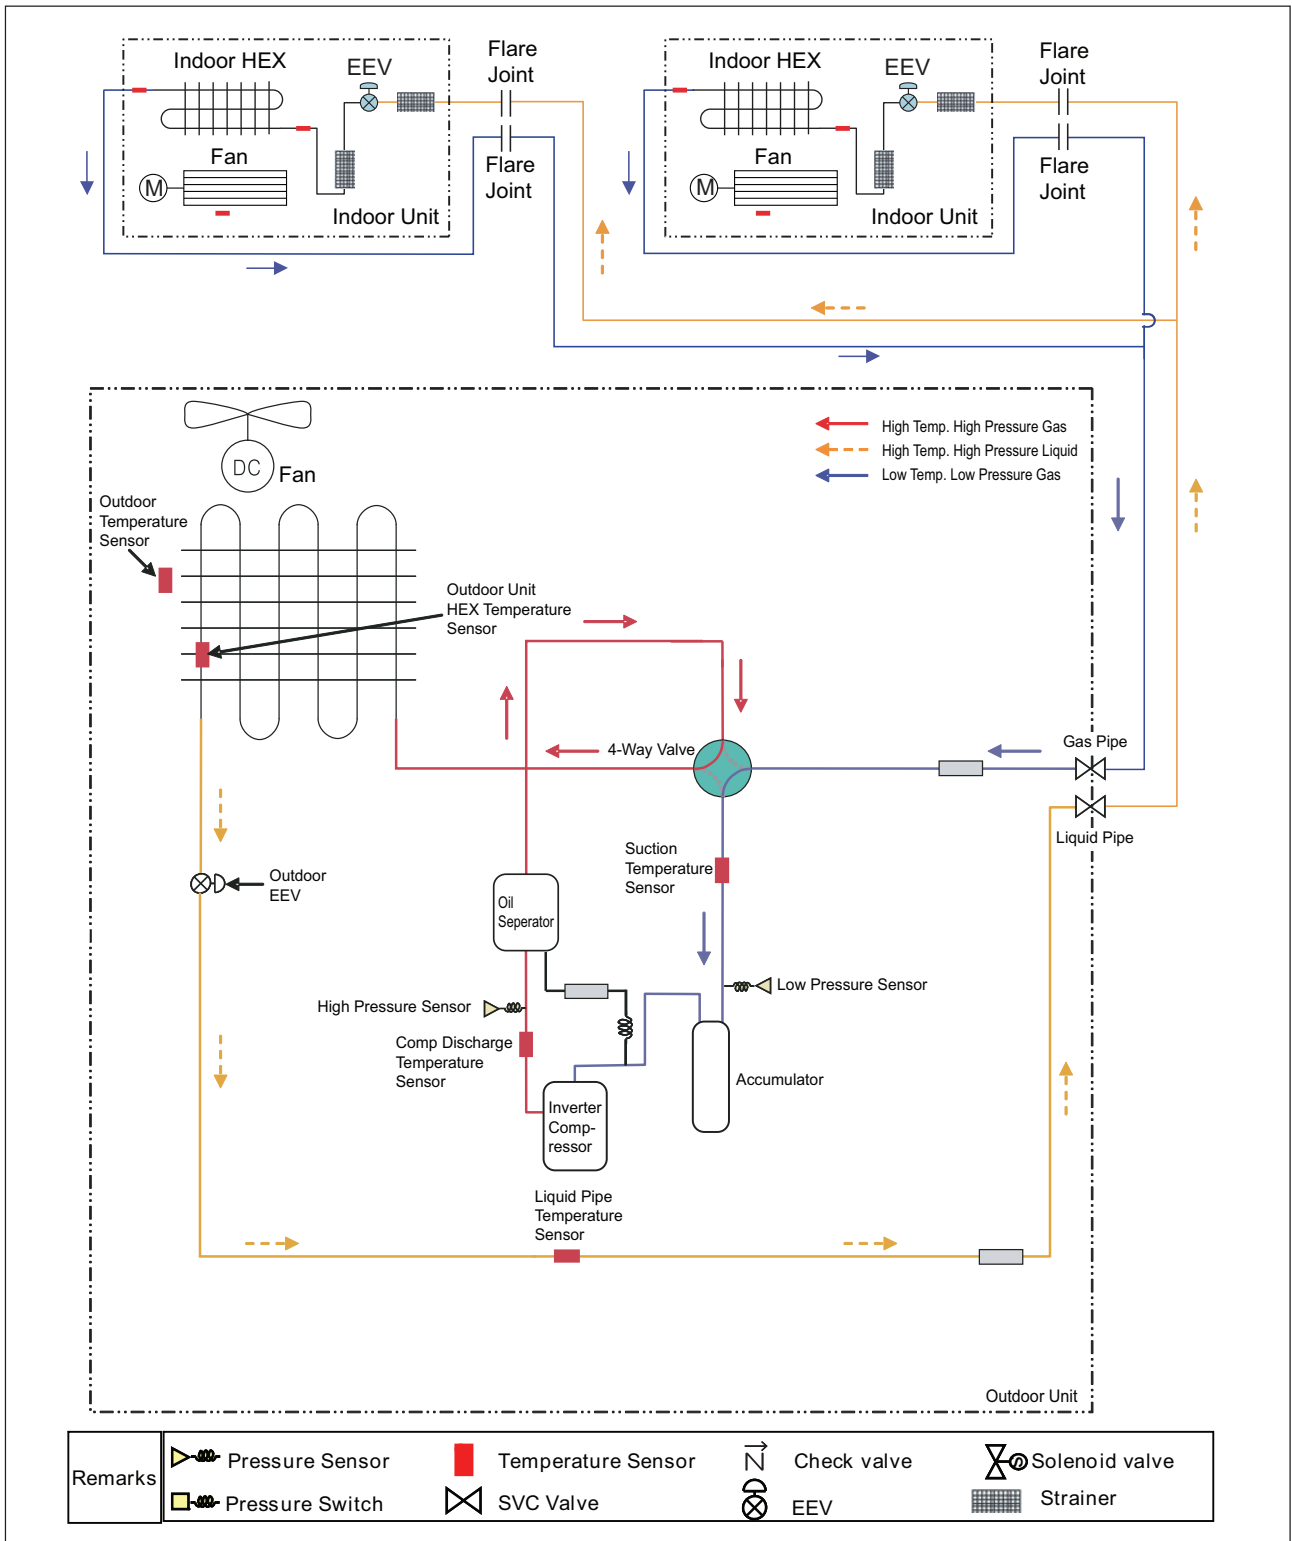 Indoor HEX
EEV
Flare
Joint
Fan
M
Flare
Joint
Indoor Unit
Indoor HEX
EEV
Flare
Joint
Fan
M
Flare
Joint
Indoor Unit
High Temp. High Pressure Gas
High Temp. High Pressure Liquid
Low Temp. Low Pressure Gas
DC
Fan
Outdoor
Temperature
Sensor
Outdoor Unit
HEX Temperature
Sensor
4-Way Valve
Gas Pipe
Liquid Pipe
Suction
Temperature
Sensor
Outdoor
EEV
Oil
Seperator
Low Pressure Sensor
High Pressure Sensor
Comp Discharge
Temperature
Sensor
Accumulator
Inverter
Comp-
ressor
Liquid Pipe
Temperature
Sensor
Outdoor Unit
Remarks
Pressure Sensor
Temperature Sensor
Check valve
Solenoid valve
Pressure Switch
SVC Valve
EEV
Strainer